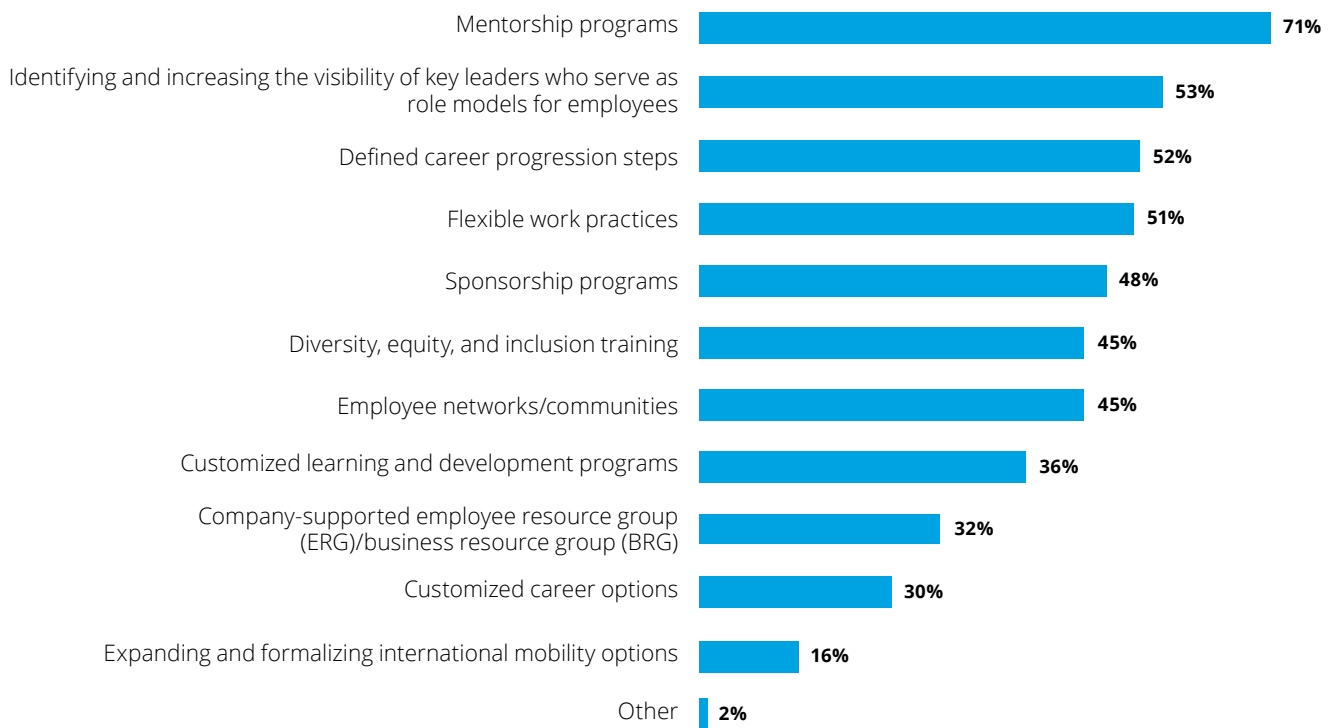 Mentorship programs 71%
Identifying and increasing the visibility of key leaders who serve as
role models for employees 53%
Defined career progression steps 52%
Flexible work practices 51%
Sponsorship programs 48%
Diversity, equity, and inclusion training 45%
Employee networks/communities 45%
Customized learning and development programs 36%
Company-supported employee resource group
(ERG)/business resource group (BRG) 32%
Customized career options 30%
Expanding and formalizing international mobility options 16%
Other 2%